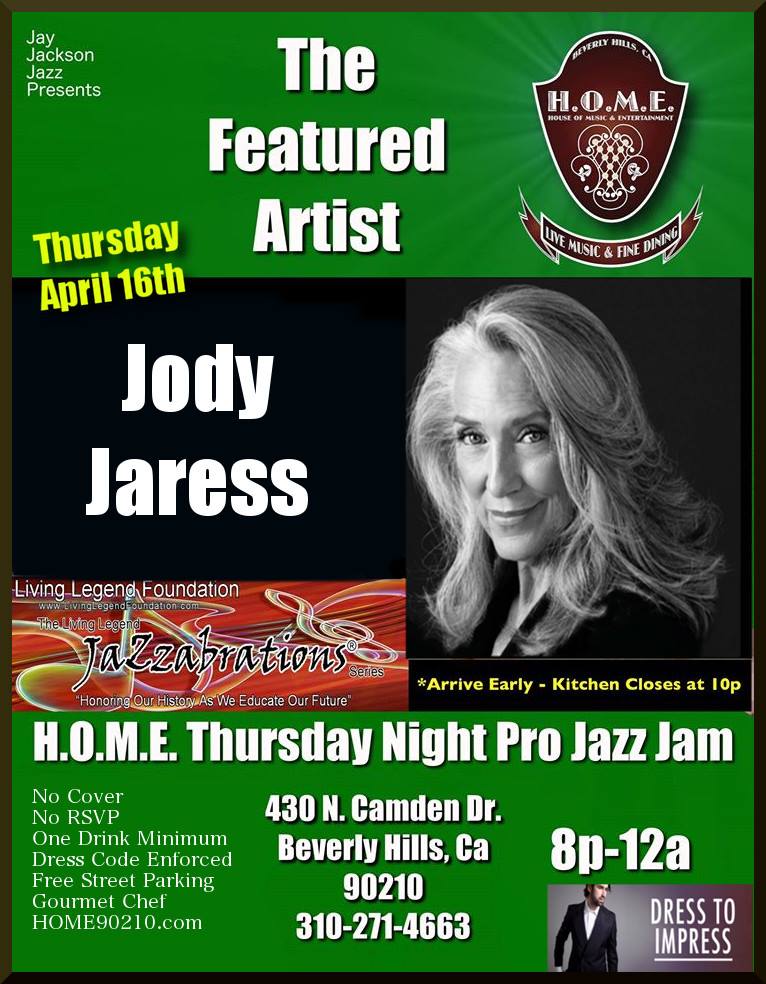 Jay
Jackson
Jazz
Presents
The
Featured
Artist
BEVERLY HILLS, CA
H.O.M.E.
HOUSE OF MUSIC & ENTERTAINMENT
LIVE MUSIC & FINE DINING
Thursday
April 16th
Jody
Jaress
Living Legend Foundation
www.LivingLegendFoundation.com
The Living Legend
JaZzabrations®
Series
"Honoring Our History As We Educate Our Future"
*Arrive Early - Kitchen Closes at 10p
H.O.M.E. Thursday Night Pro Jazz Jam
No Cover
No RSVP
One Drink Minimum
Dress Code Enforced
Free Street Parking
Gourmet Chef
HOME90210.com
430 N. Camden Dr.
Beverly Hills, Ca
90210
310-271-4663
8p-12a
DRESS TO
IMPRESS